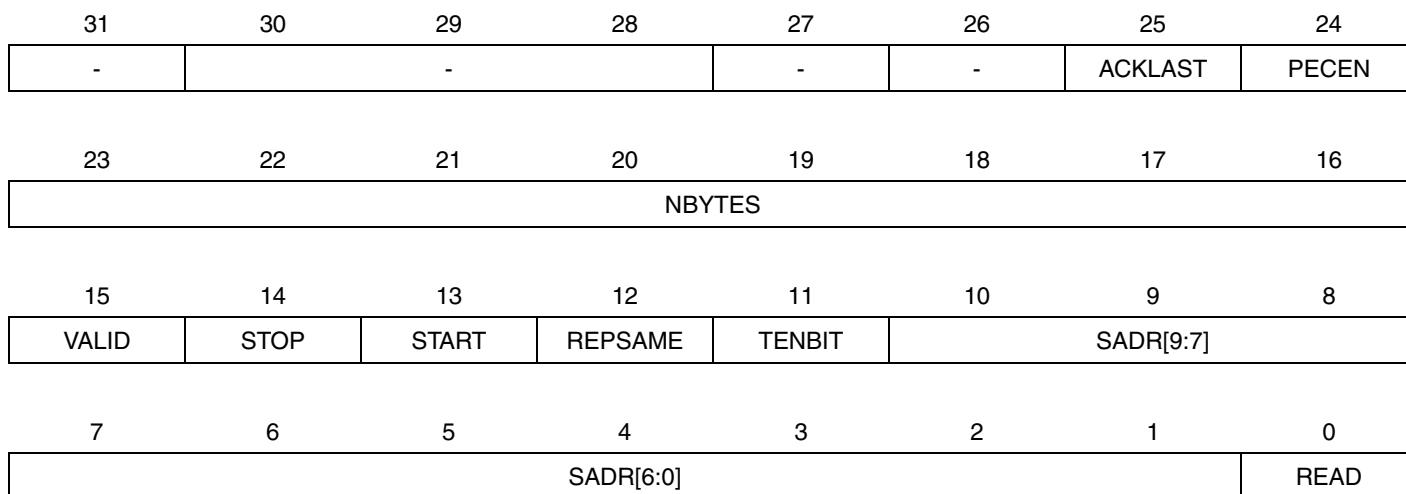 31 30 29 28 27 26 25 24
- - - - ACKLAST PECEN
23 22 21 20 19 18 17 16
NBYTES
15 14 13 12 11 10 9 8
VALID STOP START REPSAME TENBIT SADR[9:7]
7 6 5 4 3 2 1 0
SADR[6:0] READ